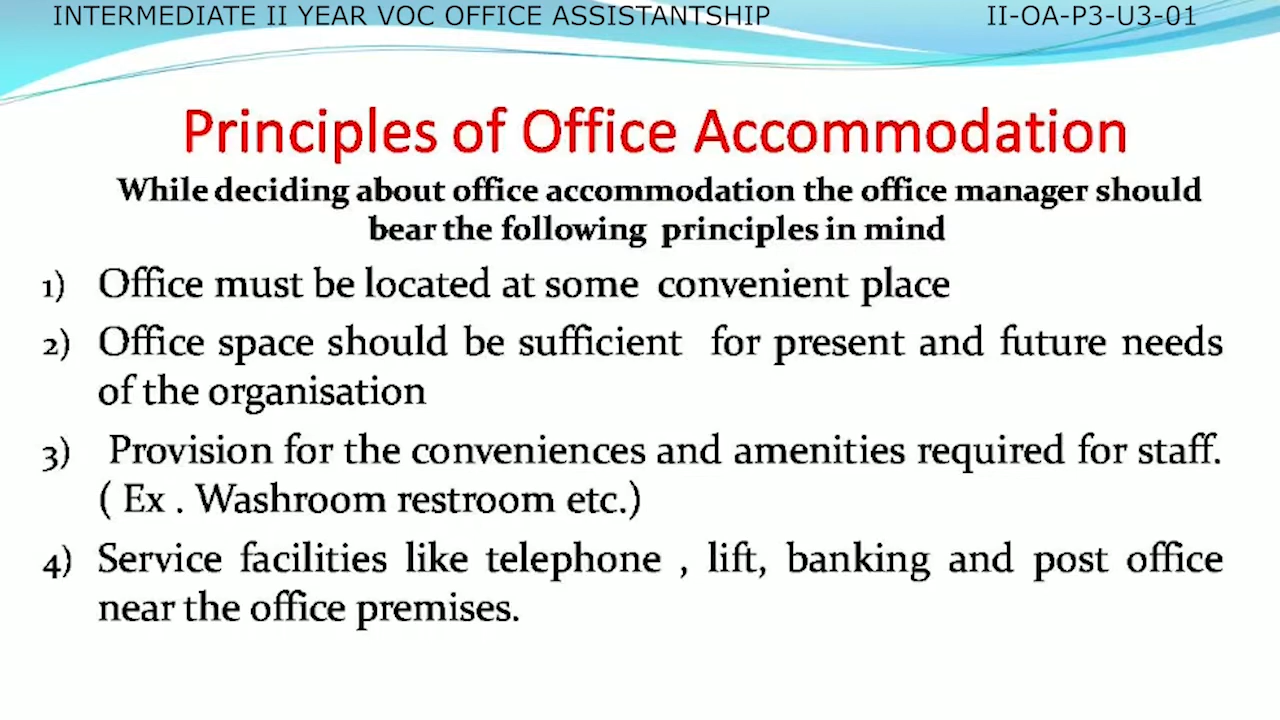 INTERMEDIATE II YEAR VOC OFFICE ASSISTANTSHIP II-OA-P3-U3-01
Principles of Office Accommodation
While deciding about office accommodation the office manager should
bear the following principles in mind
1) Office must be located at some convenient place
2) Office space should be sufficient for present and future needs
of the organisation
3) Provision for the conveniences and amenities required for staff.
( Ex . Washroom restroom etc.)
4) Service facilities like telephone , lift, banking and post office
near the office premises.